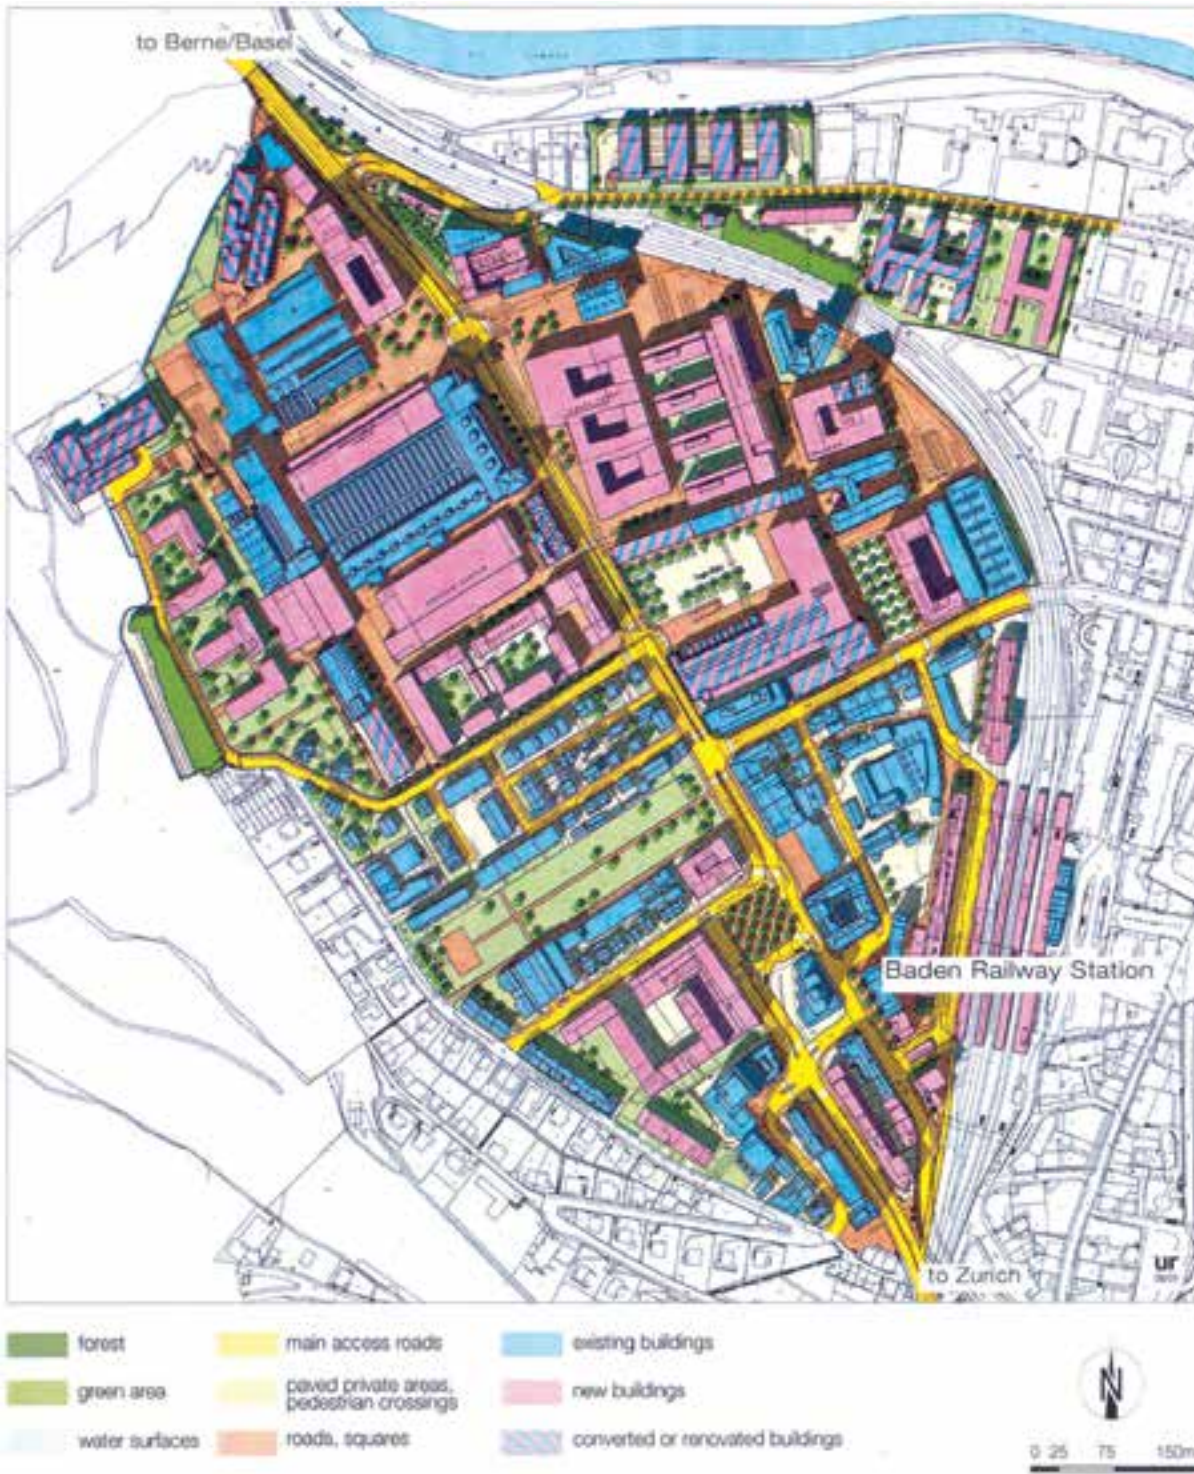 to Berne/Basel
Baden Railway Station
to Zurich
ur
forest
main access roads
existing buildings
green area
paved private areas,
pedestrian crossings
new buildings
water surfaces
roads, squares
converted or renovated buildings
N
0 25 75 150m